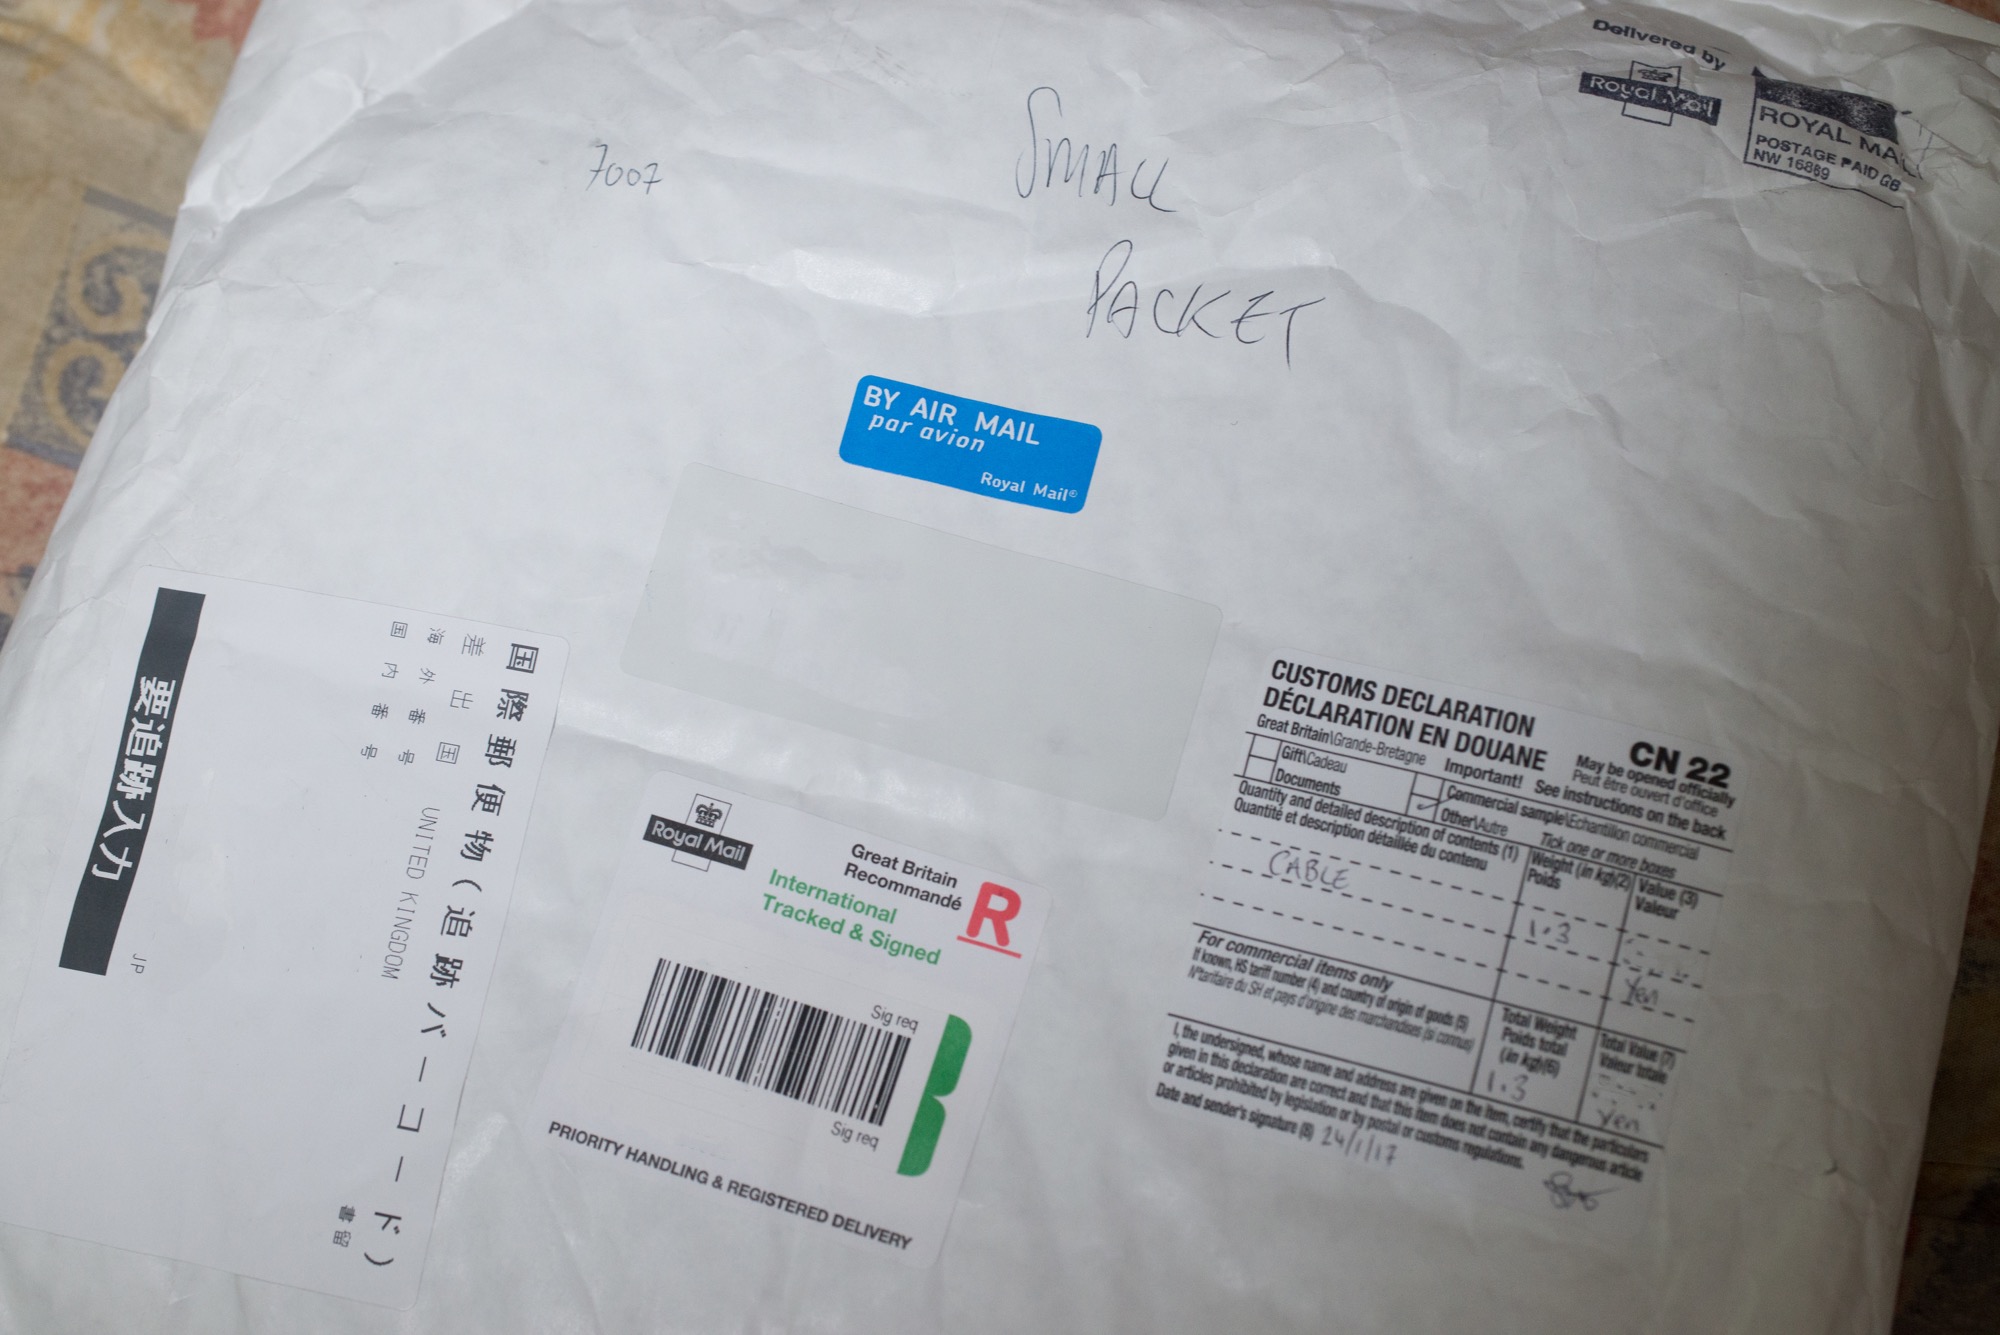 Delivered by
Royal Mail
ROYAL MAIL
POSTAGE PAID GB
NW 16869
7007
SMALL
PACKET
BY AIR MAIL
par avion
Royal Mail©
国際郵便物(追跡バーコード)
差出国 UNITED KINGDOM
海外番号
国内番号
書留
要追跡入力
JP
Royal Mail
Great Britain
Recommandé
R
International
Tracked & Signed
Sig req
Sig req
PRIORITY HANDLING & REGISTERED DELIVERY
CUSTOMS DECLARATION
DÉCLARATION EN DOUANE
CN 22
May be opened officially
Peut être ouvert d'office
Great Britain\Grande-Bretagne
Important!
See instructions on the back
Gift\Cadeau
Commercial sample\Echantillon commercial
Documents
Other\Autre
Tick one or more boxes
Quantity and detailed description of contents (1)
Quantité et description détaillée du contenu
Weight (in kg)(2)
Poids
Value (3)
Valeur
CABLE
1.3
Yen
For commercial items only
If known, HS tariff number (4) and country of origin of goods (5)
N°tarifaire du SH et pays d'origine des marchandises (si connus)
Total Weight
Poids total
(in kg)(6)
1.3
Total Value (7)
Valeur totale
Yen
I, the undersigned, whose name and address are given on the item, certify that the particulars
given in this declaration are correct and that this item does not contain any dangerous article
or articles prohibited by legislation or by postal or customs regulations.
Date and sender's signature (8) 24/1/17